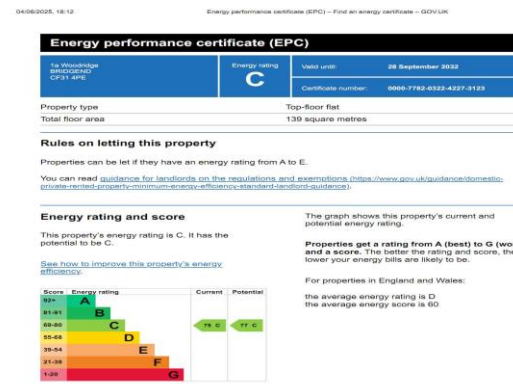 04/06/2025, 18:12
Energy performance certificate (EPC) – Find an energy certificate – GOV.UK
Energy performance certificate (EPC)
1a Woodridge
BRIDGEND
CF31 4PE
Energy rating
C
Valid until:
28 September 2032
Certificate number:
0000-7782-0322-4227-3123
Property type
Top-floor flat
Total floor area
139 square metres
Rules on letting this property
Properties can be let if they have an energy rating from A to E.
You can read guidance for landlords on the regulations and exemptions (https://www.gov.uk/guidance/domestic-
private-rented-property-minimum-energy-efficiency-standard-landlord-guidance).
Energy rating and score
This property's energy rating is C. It has the
potential to be C.
See how to improve this property's energy
efficiency.
Score Energy rating Current Potential
92+ A
81-91 B
69-80 C 76 C 77 C
55-68 D
39-54 E
21-38 F
1-20 G
The graph shows this property's current and
potential energy rating.
Properties get a rating from A (best) to G (wo
and a score. The better the rating and score, the
lower your energy bills are likely to be.
For properties in England and Wales:
the average energy rating is D
the average energy score is 60